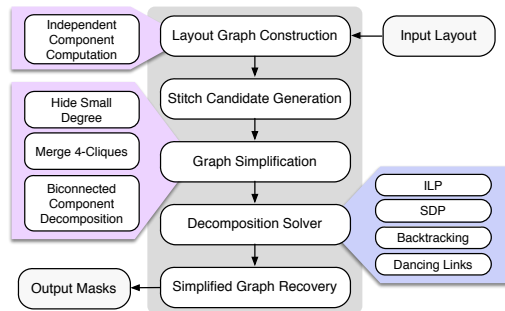 Independent
Component
Computation
Layout Graph Construction
Input Layout
Stitch Candidate Generation
Hide Small
Degree
Merge 4-Cliques
Biconnected
Component
Decomposition
Graph Simplification
Decomposition Solver
ILP
SDP
Backtracking
Dancing Links
Output Masks
Simplified Graph Recovery